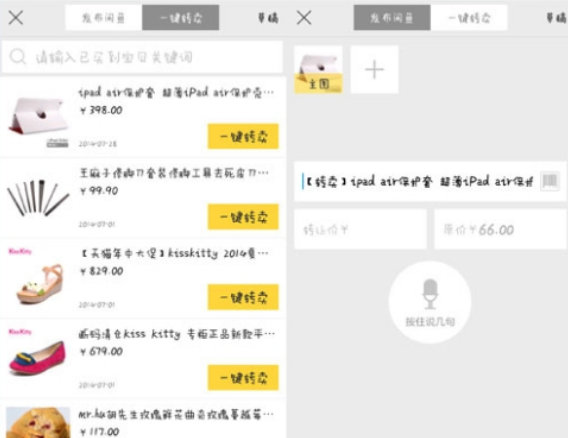 发布闲鱼 一键转卖 草稿
请输入已买到宝贝关键词
ipad air保护套 超薄iPad air保护壳…
¥ 398.00
2014-07-28
一键转卖
王麻子修脚刀套装修脚工具去死皮刀…
¥ 99.90
2014-07-01
一键转卖
KissKitty
【天猫年中大促】kisskitty 2014夏…
¥ 829.00
2014-07-01
一键转卖
KissKitty
断码清仓kiss kitty 专柜正品新款平…
¥ 679.00
2014-07-01
一键转卖
mr.hu胡先生玫瑰鲜花曲奇玫瑰蔓越莓…
¥ 117.00
发布闲鱼 一键转卖 草稿
主图
【转卖】ipad air保护套 超薄iPad air保护
转让价¥
原价¥66.00
按住说几句